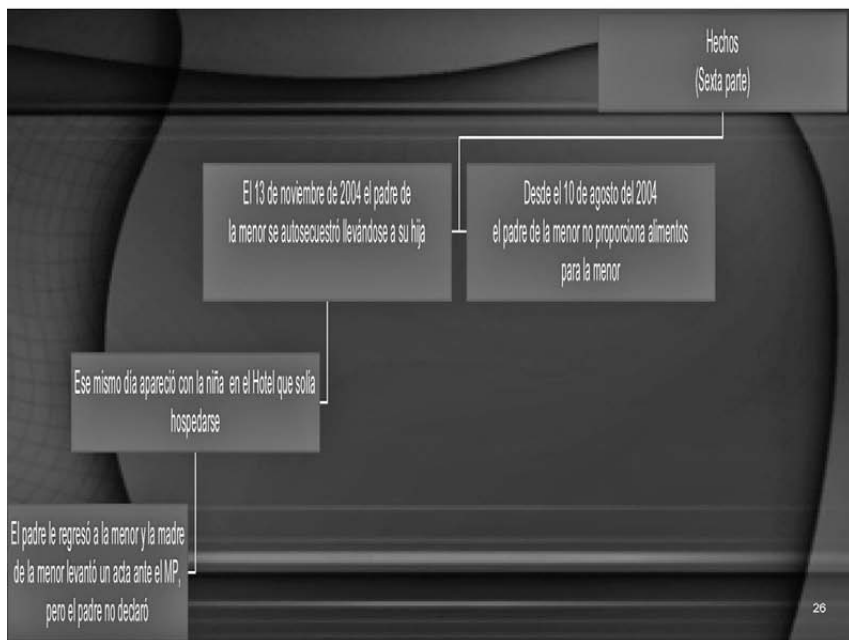 Hechos
(Sexta parte)
El 13 de noviembre de 2004 el padre de
la menor se autosecuestró llevándose a su hija
Desde el 10 de agosto del 2004
el padre de la menor no proporciona alimentos
para la menor
Ese mismo día apareció con la niña en el Hotel que solía
hospedarse
El padre le regresó a la menor y la madre
de la menor levantó un acta ante el MP,
pero el padre no declaró
26